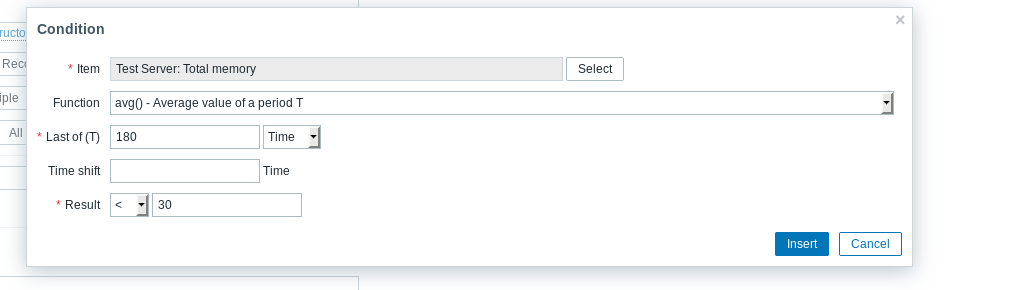 Condition
×
* Item Test Server: Total memory Select
Function avg() - Average value of a period T
* Last of (T) 180 Time
Time shift Time
* Result < 30
Insert Cancel
ructo
Reco
iple
All